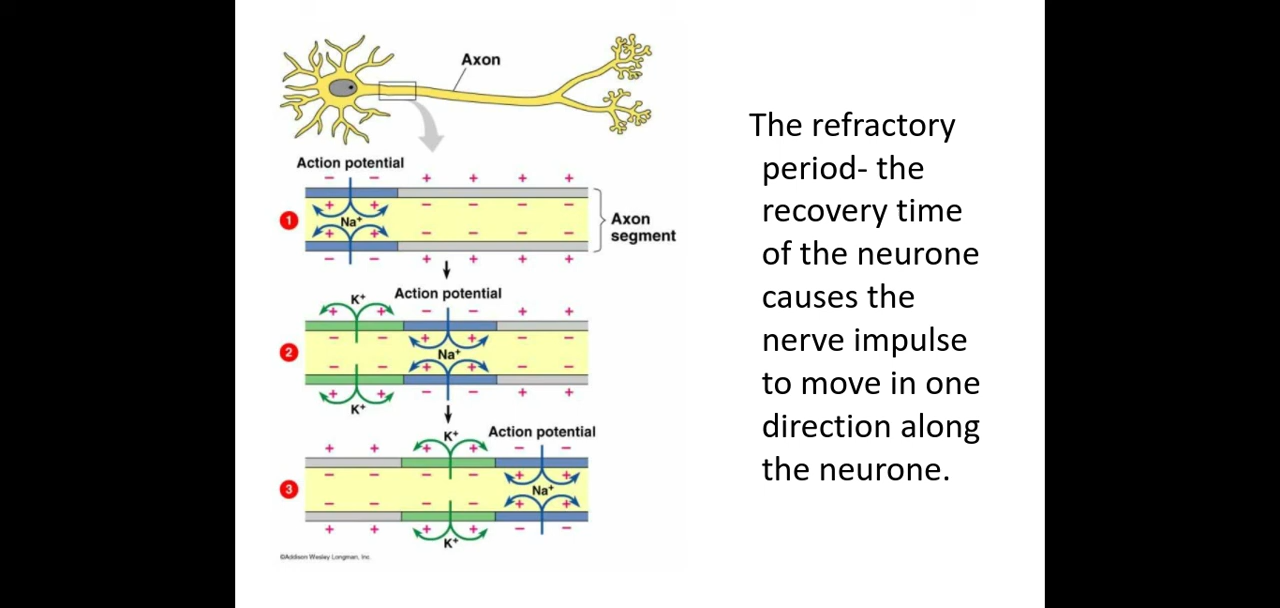 Axon
Action potential
− − + + + +
+ + − − − −
1
Na⁺
Axon
segment
+ + − − − −
− − + + + +
K⁺
Action potential
+ + − − + +
− − + + − −
2
Na⁺
− − + + − −
+ + − − + +
K⁺
K⁺
Action potential
+ + + + − −
− − − − + +
3
Na⁺
− − − − + +
+ + + + − −
K⁺
©Addison Wesley Longman, Inc.
The refractory
period- the
recovery time
of the neurone
causes the
nerve impulse
to move in one
direction along
the neurone.